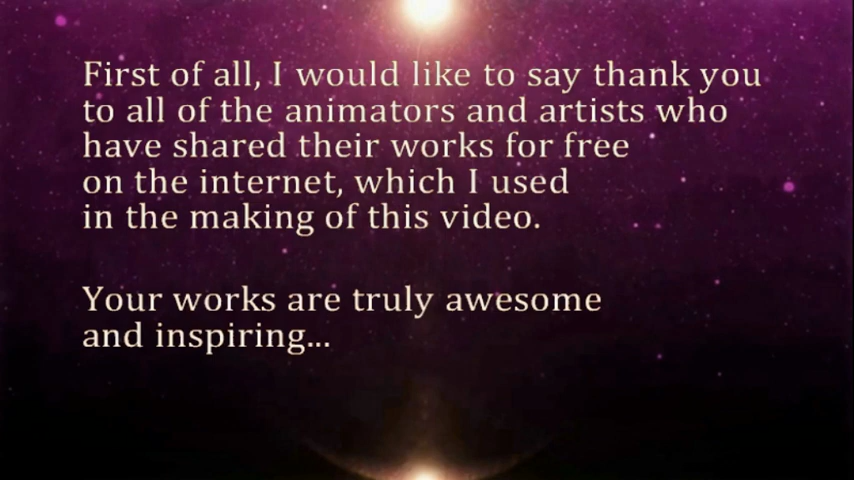 First of all, I would like to say thank you
to all of the animators and artists who
have shared their works for free
on the internet, which I used
in the making of this video.
Your works are truly awesome
and inspiring...